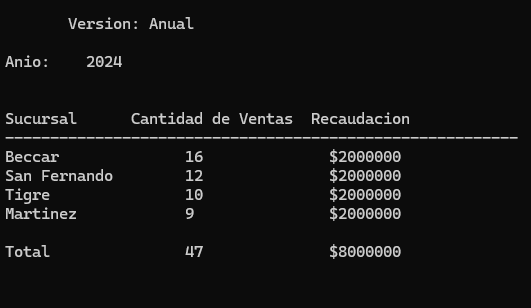 Version: Anual
Anio: 2024
Sucursal Cantidad de Ventas Recaudacion
---------------------------------------------------------
Beccar 16 $2000000
San Fernando 12 $2000000
Tigre 10 $2000000
Martinez 9 $2000000
Total 47 $8000000